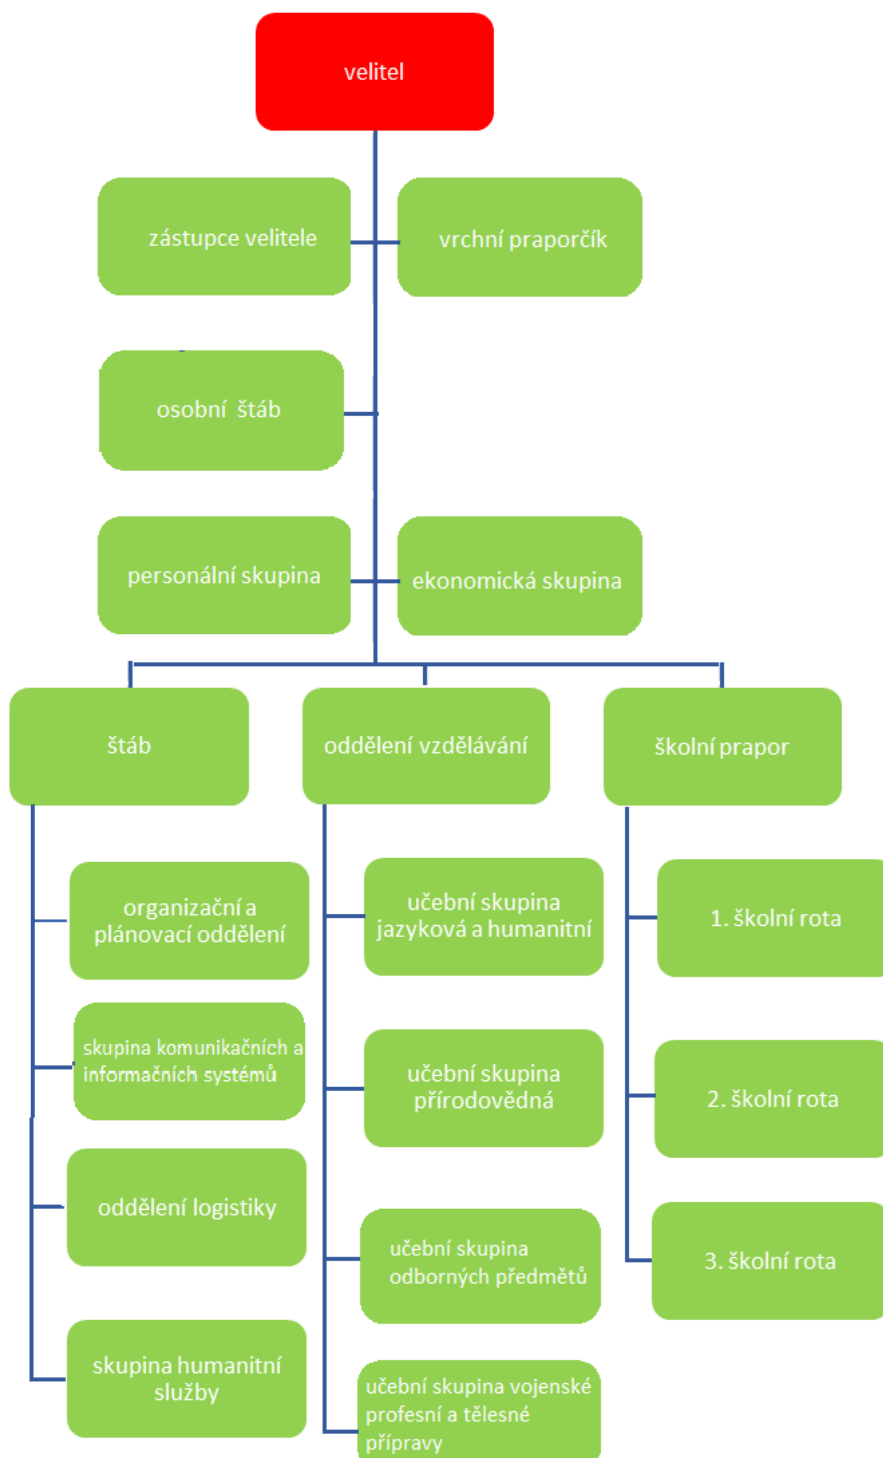 velitel
zástupce velitele
vrchní praporčík
osobní štáb
personální skupina
ekonomická skupina
štáb
oddělení vzdělávání
školní prapor
organizační a
plánovací oddělení
skupina komunikačních a
informačních systémů
oddělení logistiky
skupina humanitní
služby
učební skupina
jazyková a humanitní
učební skupina
přírodovědná
učební skupina
odborných předmětů
učební skupina vojenské
profesní a tělesné
přípravy
1. školní rota
2. školní rota
3. školní rota